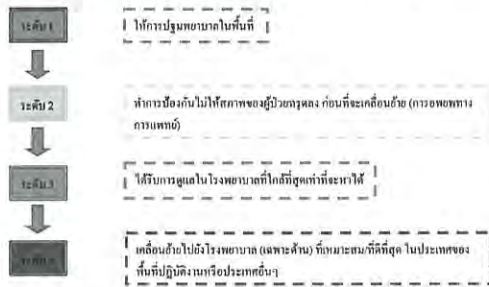 ระดับ 1
ให้การปฐมพยาบาลในพื้นที่
ระดับ 2
ทำการป้องกันไม่ให้สภาพของผู้ป่วยทรุดลง ก่อนที่จะเคลื่อนย้าย (การอพยพทาง
การแพทย์)
ระดับ 3
ได้รับการดูแลในโรงพยาบาลที่ใกล้ที่สุดเท่าที่จะหาได้
ระดับ
เคลื่อนย้ายไปยังโรงพยาบาล (เฉพาะด้าน) ที่เหมาะสม/ที่ดีที่สุด ในประเทศของ
พื้นที่ปฏิบัติงานหรือประเทศอื่นๆ